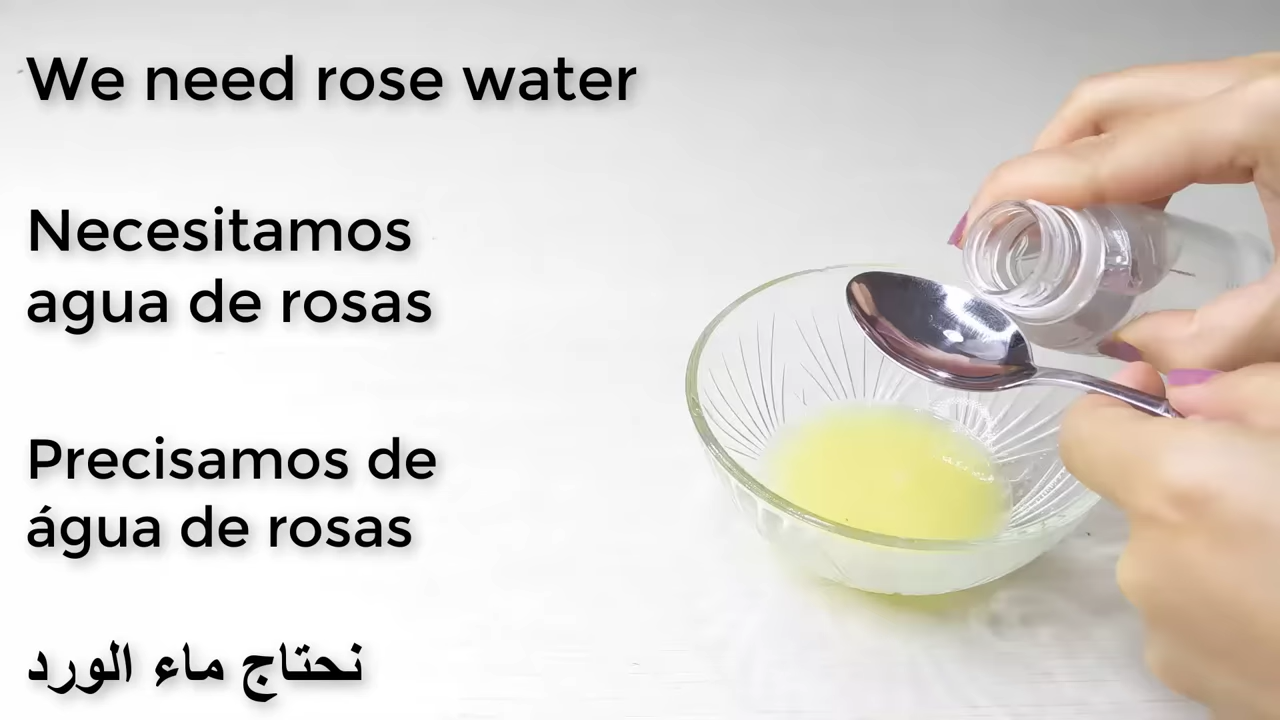 We need rose water
Necesitamos
agua de rosas
Precisamos de
água de rosas
نحتاج ماء الورد